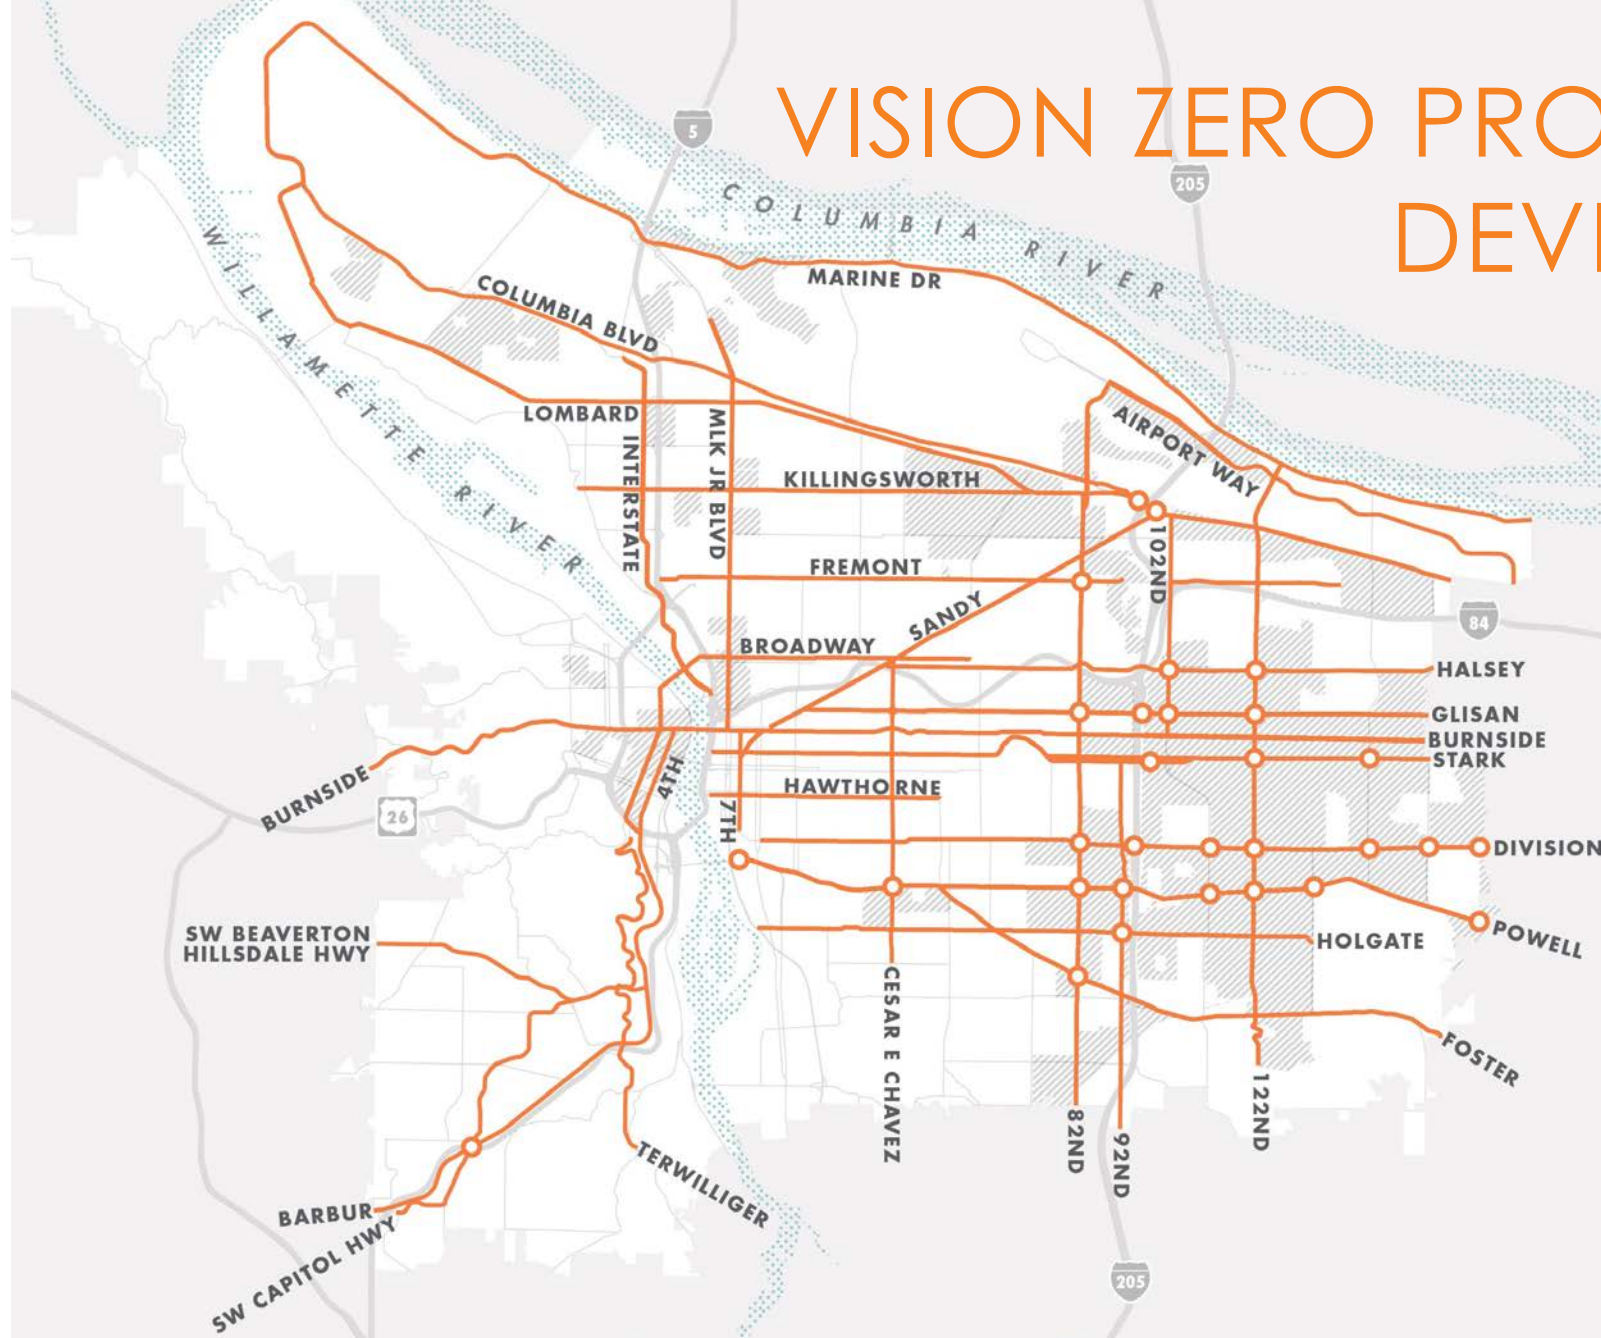 VISION ZERO PRO
DEVE
5
205
COLUMBIA RIVER
WILLAMETTE RIVER
MARINE DR
COLUMBIA BLVD
LOMBARD
INTERSTATE
MLK JR BLVD
AIRPORT WAY
KILLINGSWORTH
102ND
FREMONT
SANDY
84
BROADWAY
HALSEY
GLISAN
BURNSIDE
STARK
BURNSIDE
4TH
HAWTHORNE
7TH
26
DIVISION
SW BEAVERTON
HILLSDALE HWY
POWELL
HOLGATE
CESAR E CHAVEZ
FOSTER
82ND
92ND
122ND
TERWILLIGER
BARBUR
SW CAPITOL HWY
205